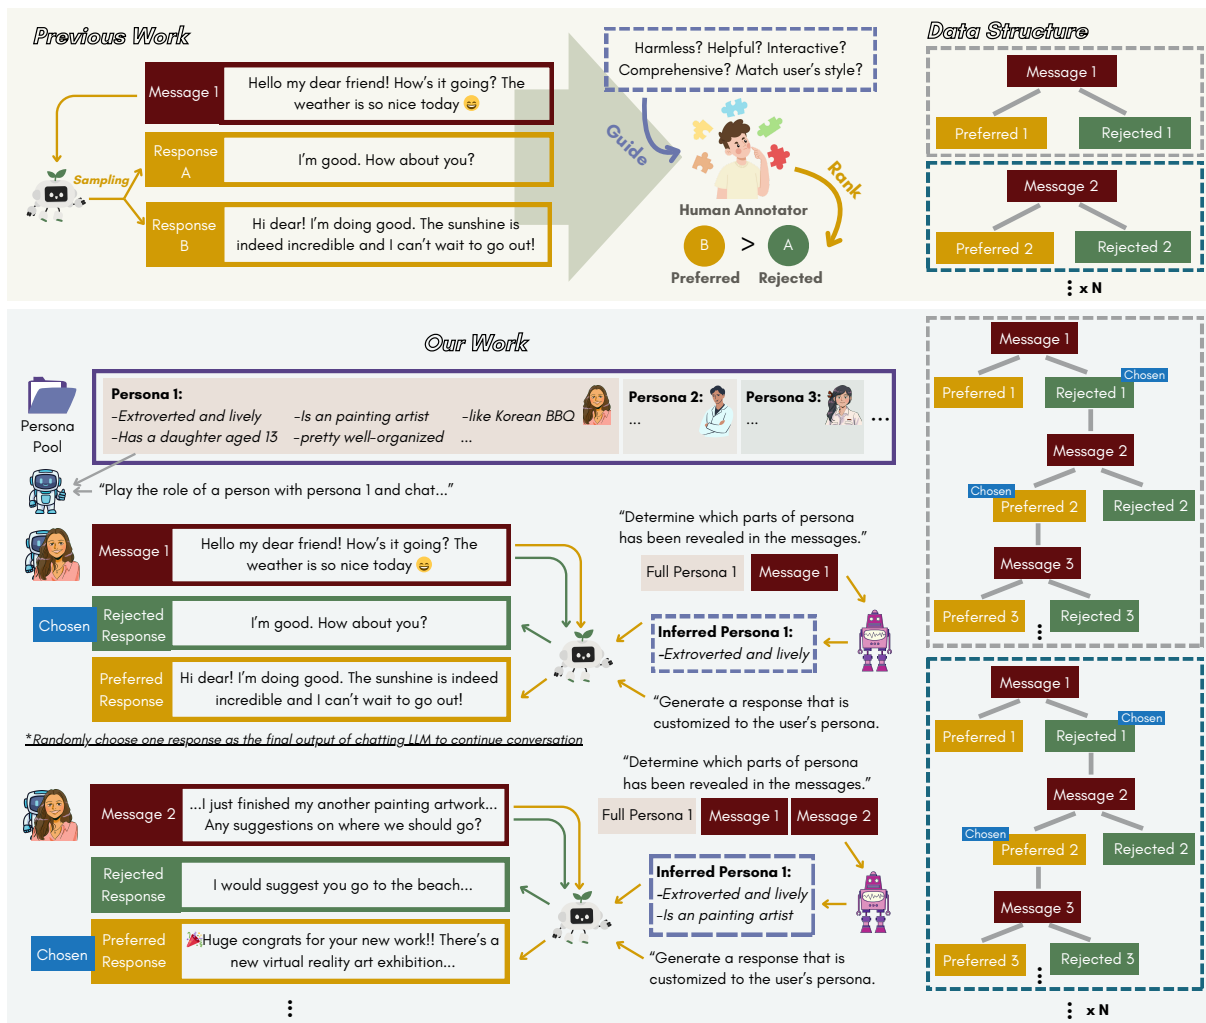 Previous Work
Message 1
Hello my dear friend! How's it going? The
weather is so nice today 😄
Sampling
Response
A
I'm good. How about you?
Response
B
Hi dear! I'm doing good. The sunshine is
indeed incredible and I can't wait to go out!
Harmless? Helpful? Interactive?
Comprehensive? Match user's style?
Guide
Rank
Human Annotator
B > A
Preferred Rejected
Data Structure
Message 1
Preferred 1 Rejected 1
Message 2
Preferred 2 Rejected 2
⋮ x N
Our Work
Persona
Pool
Persona 1:
-Extroverted and lively -Is an painting artist -like Korean BBQ
-Has a daughter aged 13 -pretty well-organized ...
Persona 2:
...
Persona 3:
...
...
“Play the role of a person with persona 1 and chat...”
Message 1
Hello my dear friend! How's it going? The
weather is so nice today 😄
Chosen
Rejected
Response
I'm good. How about you?
Preferred
Response
Hi dear! I'm doing good. The sunshine is indeed
incredible and I can't wait to go out!
“Determine which parts of persona
has been revealed in the messages.”
Full Persona 1 Message 1
Inferred Persona 1:
-Extroverted and lively
“Generate a response that is
customized to the user's persona.
*Randomly choose one response as the final output of chatting LLM to continue conversation
Message 2
...I just finished my another painting artwork...
Any suggestions on where we should go?
Rejected
Response
I would suggest you go to the beach...
Chosen
Preferred
Response
🎉Huge congrats for your new work!! There's a
new virtual reality art exhibition...
⋮
“Determine which parts of persona
has been revealed in the messages.”
Full Persona 1 Message 1 Message 2
Inferred Persona 1:
-Extroverted and lively
-Is an painting artist
“Generate a response that is
customized to the user's persona.
Message 1
Chosen
Preferred 1 Rejected 1
Message 2
Chosen
Preferred 2 Rejected 2
Message 3
Preferred 3 Rejected 3
⋮
Message 1
Chosen
Preferred 1 Rejected 1
Message 2
Chosen
Preferred 2 Rejected 2
Message 3
Preferred 3 Rejected 3
⋮
⋮ x N